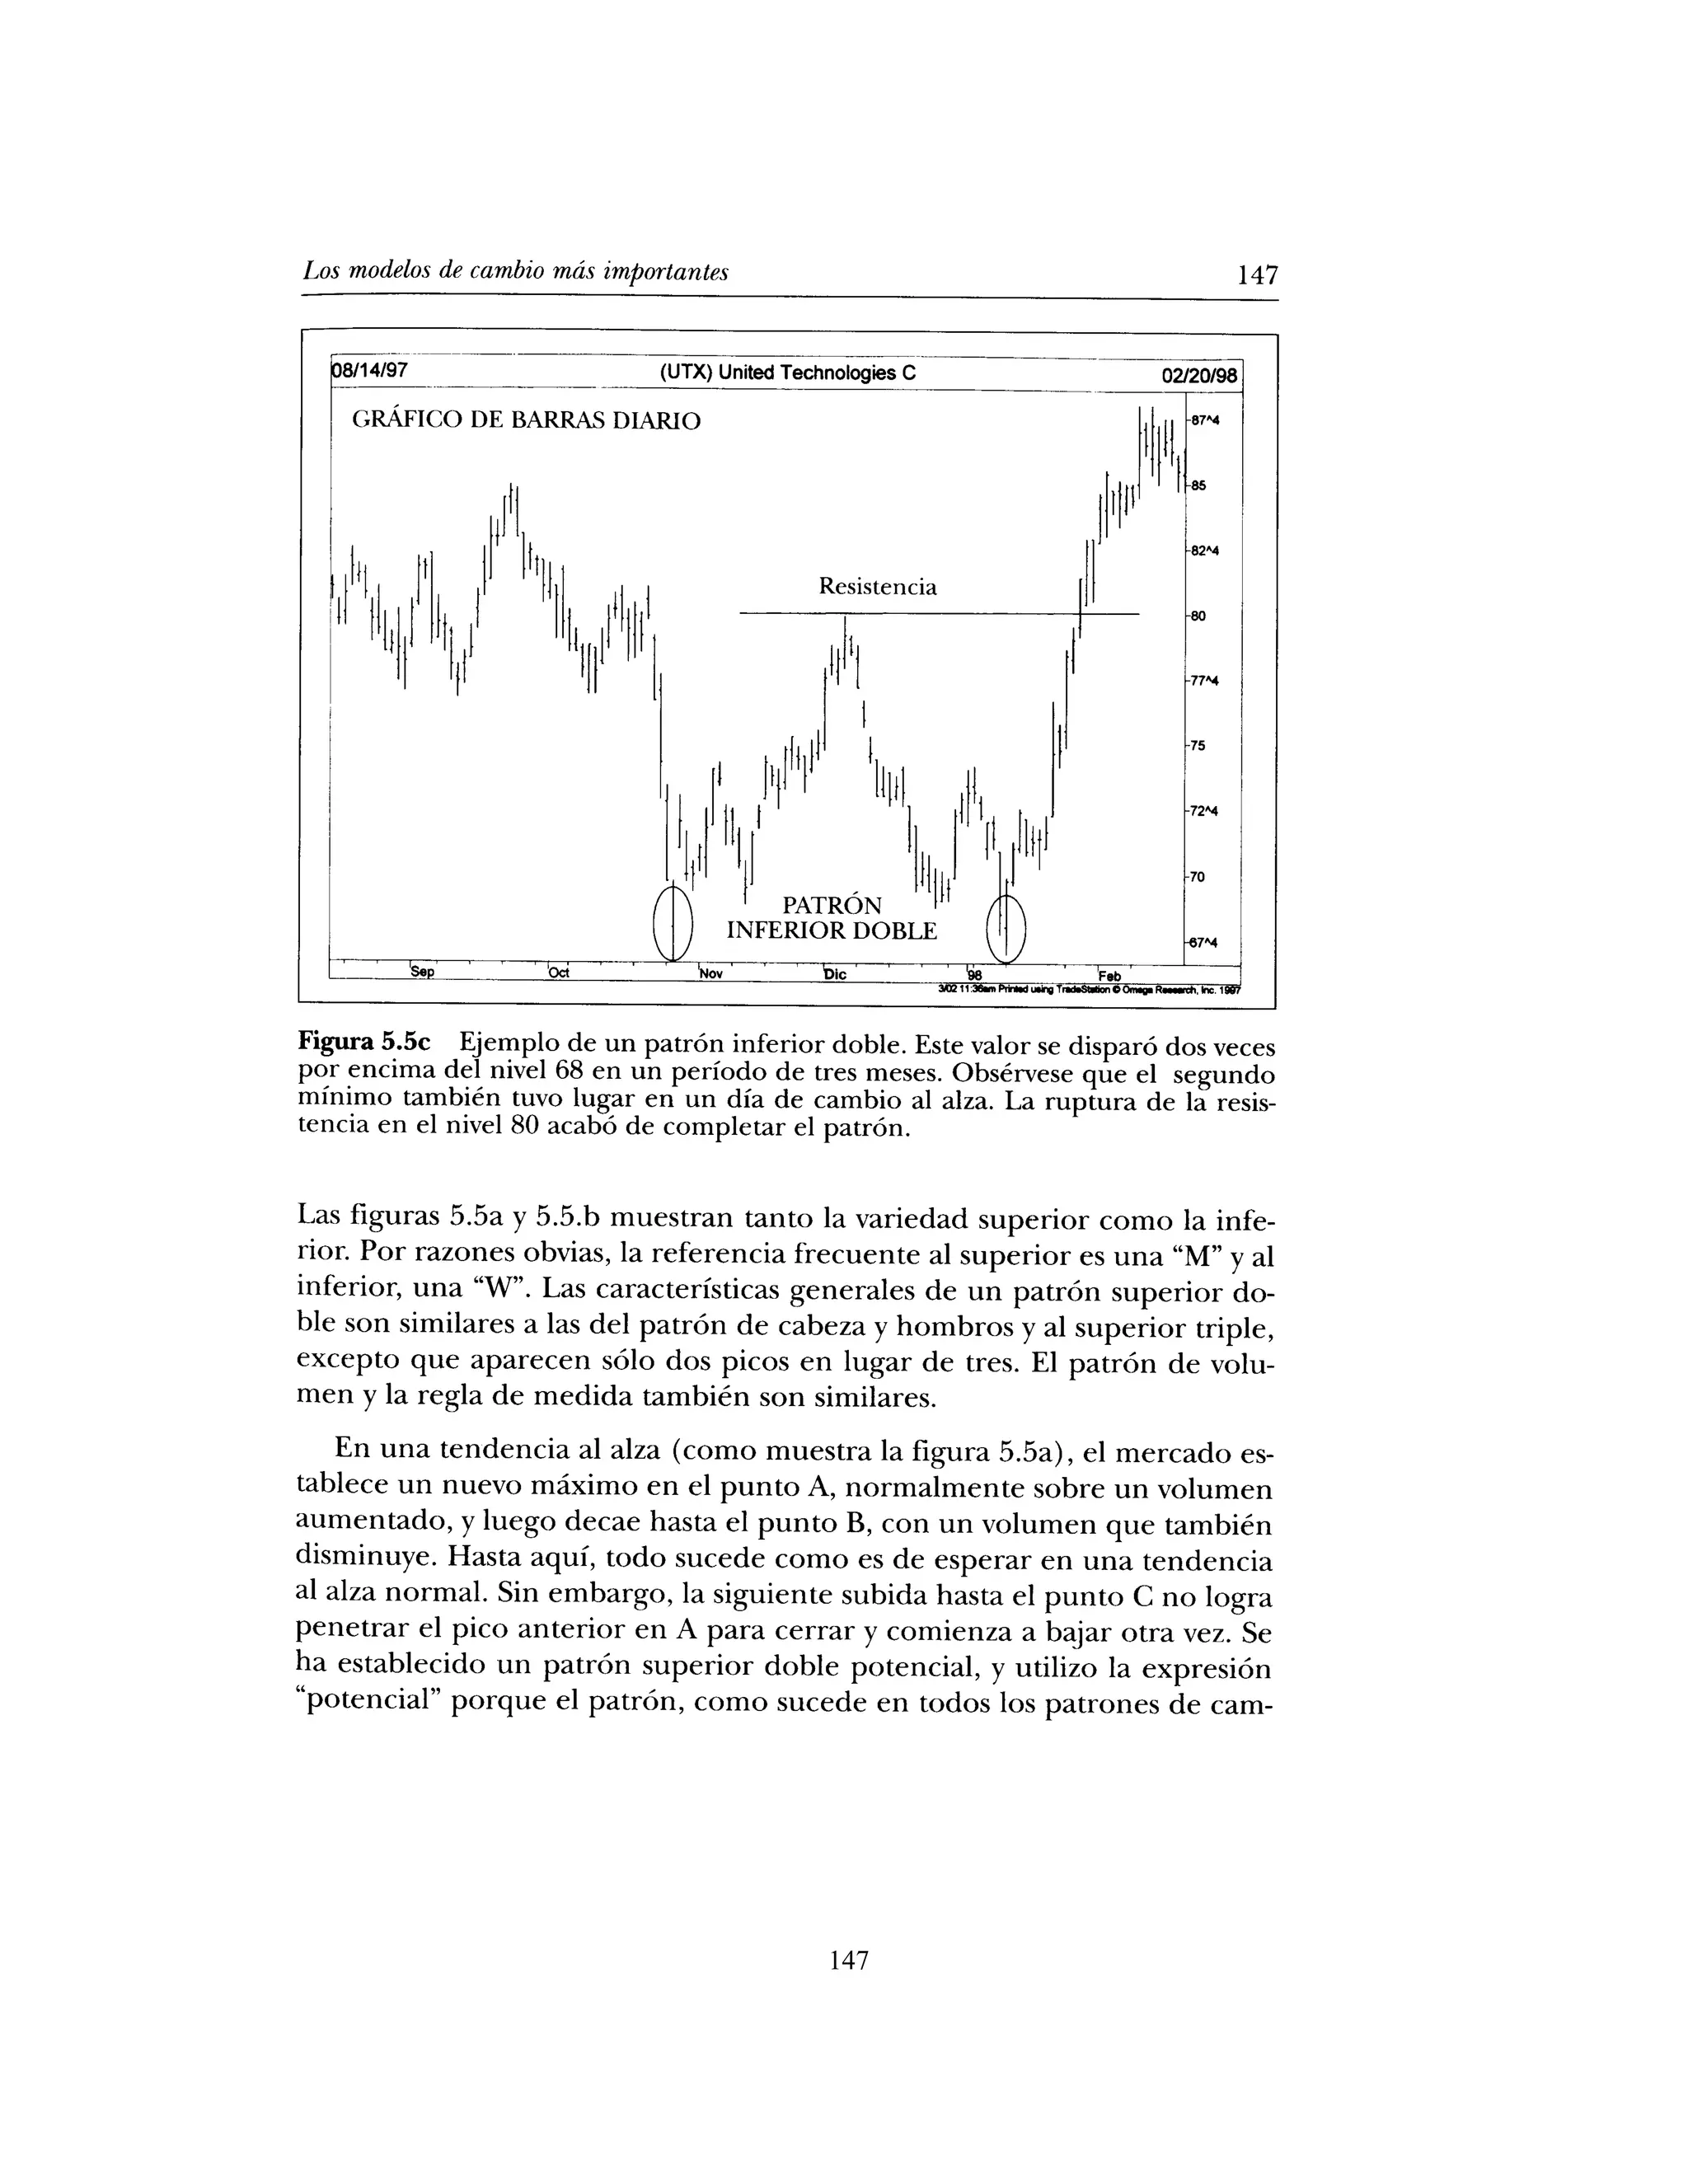 Los modelos de cambio más importantes 147
08/14/97 (UTX) United Technologies C 02/20/98
GRÁFICO DE BARRAS DIARIO
87^4
85
82^4
Resistencia
80
77^4
75
72^4
70
PATRÓN
INFERIOR DOBLE
67^4
Sep Oct Nov Dic 98 Feb
3/02 11:36am Printed using TradeStation © Omega Research, Inc. 1997
Figura 5.5c Ejemplo de un patrón inferior doble. Este valor se disparó dos veces
por encima del nivel 68 en un período de tres meses. Obsérvese que el segundo
mínimo también tuvo lugar en un día de cambio al alza. La ruptura de la resis-
tencia en el nivel 80 acabó de completar el patrón.
Las figuras 5.5a y 5.5.b muestran tanto la variedad superior como la infe-
rior. Por razones obvias, la referencia frecuente al superior es una “M” y al
inferior, una “W”. Las características generales de un patrón superior do-
ble son similares a las del patrón de cabeza y hombros y al superior triple,
excepto que aparecen sólo dos picos en lugar de tres. El patrón de volu-
men y la regla de medida también son similares.
En una tendencia al alza (como muestra la figura 5.5a), el mercado es-
tablece un nuevo máximo en el punto A, normalmente sobre un volumen
aumentado, y luego decae hasta el punto B, con un volumen que también
disminuye. Hasta aquí, todo sucede como es de esperar en una tendencia
al alza normal. Sin embargo, la siguiente subida hasta el punto C no logra
penetrar el pico anterior en A para cerrar y comienza a bajar otra vez. Se
ha establecido un patrón superior doble potencial, y utilizo la expresión
“potencial” porque el patrón, como sucede en todos los patrones de cam-
147